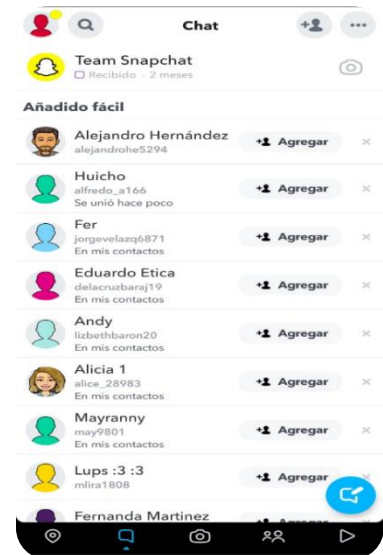 Chat
Team Snapchat
Recibido - 2 meses
Añadido fácil
Alejandro Hernández
alejandrohe5294
Agregar
Huicho
alfredo_a166
Se unió hace poco
Agregar
Fer
jorgevelazq6871
En mis contactos
Agregar
Eduardo Etica
delacruzbaraj19
En mis contactos
Agregar
Andy
lizbethbaron20
En mis contactos
Agregar
Alicia 1
alice_28983
En mis contactos
Agregar
Mayranny
may9801
En mis contactos
Agregar
Lups :3 :3
mlira1808
Agregar
Fernanda Martinez
Agregar